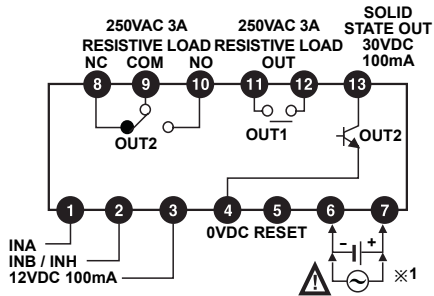 250VAC 3A 250VAC 3A SOLID
STATE OUT
RESISTIVE LOAD RESISTIVE LOAD 30VDC
NC COM NO OUT 100mA
8 9 10 11 12 13
OUT2 OUT1 OUT2
1 2 3 4 5 6 7
0VDC RESET
INA
INB / INH
12VDC 100mA
- +
※1